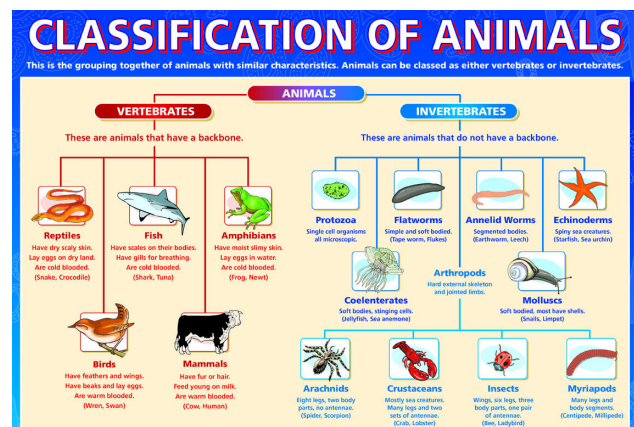 CLASSIFICATION OF ANIMALS
This is the grouping together of animals with similar characteristics. Animals can be classed as either vertebrates or invertebrates.
ANIMALS
VERTEBRATES
These are animals that have a backbone.
Reptiles
Have dry scaly skin.
Lay eggs on dry land.
Are cold blooded.
(Snake, Crocodile)
Fish
Have scales on their bodies.
Have gills for breathing.
Are cold blooded.
(Shark, Tuna)
Amphibians
Have moist slimy skin.
Lay eggs in water.
Are cold blooded.
(Frog, Newt)
Birds
Have feathers and wings.
Have beaks and lay eggs.
Are warm blooded.
(Wren, Swan)
Mammals
Have fur or hair.
Feed young on milk.
Are warm blooded.
(Cow, Human)
INVERTEBRATES
These are animals that do not have a backbone.
Protozoa
Single cell organisms
all microscopic.
Flatworms
Simple and soft bodied.
(Tape worm, Flukes)
Annelid Worms
Segmented bodies.
(Earthworm, Leech)
Echinoderms
Spiny sea creatures.
(Starfish, Sea urchin)
Coelenterates
Soft bodies, stinging cells.
(Jellyfish, Sea anemone)
Arthropods
Hard external skeleton
and jointed limbs.
Molluscs
Soft bodied, most have shells.
(Snails, Limpet)
Arachnids
Eight legs, two body
parts, no antennae.
(Spider, Scorpion)
Crustaceans
Mostly sea creatures.
Many legs and two
sets of antennae.
(Crab, Lobster)
Insects
Wings, six legs, three
body parts, one pair
of antennae.
(Bee, Ladybird)
Myriapods
Many legs and
body segments.
(Centipede, Millipede)